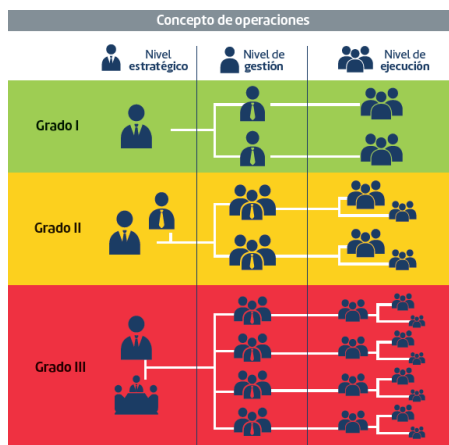 Concepto de operaciones
Nivel
estratégico
Nivel de
gestión
Nivel de
ejecución
Grado I
Grado II
Grado III